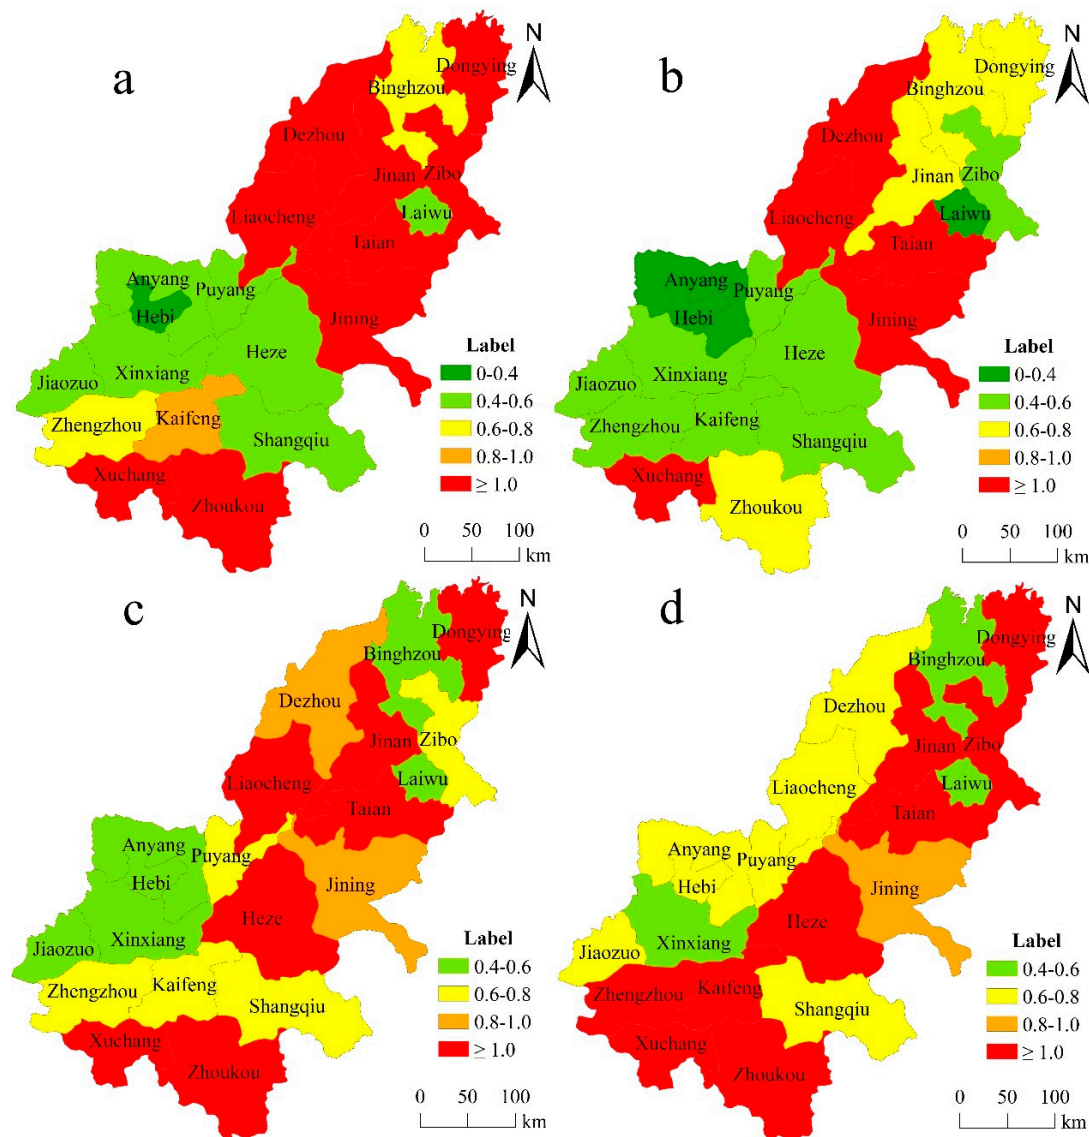 a
N
Dongying
Binghzou
Dezhou
Jinan
Zibo
Laiwu
Liaocheng
Taian
Anyang
Puyang
Hebi
Jining
Heze
Xinxiang
Jiaozuo
Kaifeng
Zhengzhou
Shangqiu
Xuchang
Zhoukou
Label
0-0.4
0.4-0.6
0.6-0.8
0.8-1.0
≥ 1.0
0 50 100
km
b
N
Dongying
Binghzou
Dezhou
Zibo
Jinan
Laiwu
Liaocheng
Taian
Anyang
Puyang
Hebi
Jining
Heze
Xinxiang
Jiaozuo
Kaifeng
Zhengzhou
Shangqiu
Xuchang
Zhoukou
Label
0-0.4
0.4-0.6
0.6-0.8
0.8-1.0
≥ 1.0
0 50 100
km
c
N
Dongying
Binghzou
Dezhou
Jinan
Zibo
Laiwu
Liaocheng
Taian
Anyang
Puyang
Hebi
Jining
Heze
Xinxiang
Jiaozuo
Kaifeng
Zhengzhou
Shangqiu
Xuchang
Zhoukou
Label
0.4-0.6
0.6-0.8
0.8-1.0
≥ 1.0
0 50 100
km
d
N
Dongying
Binghzou
Dezhou
Jinan
Zibo
Laiwu
Liaocheng
Taian
Anyang
Puyang
Hebi
Jining
Heze
Xinxiang
Jiaozuo
Kaifeng
Zhengzhou
Shangqiu
Xuchang
Zhoukou
Label
0.4-0.6
0.6-0.8
0.8-1.0
≥ 1.0
0 50 100
km